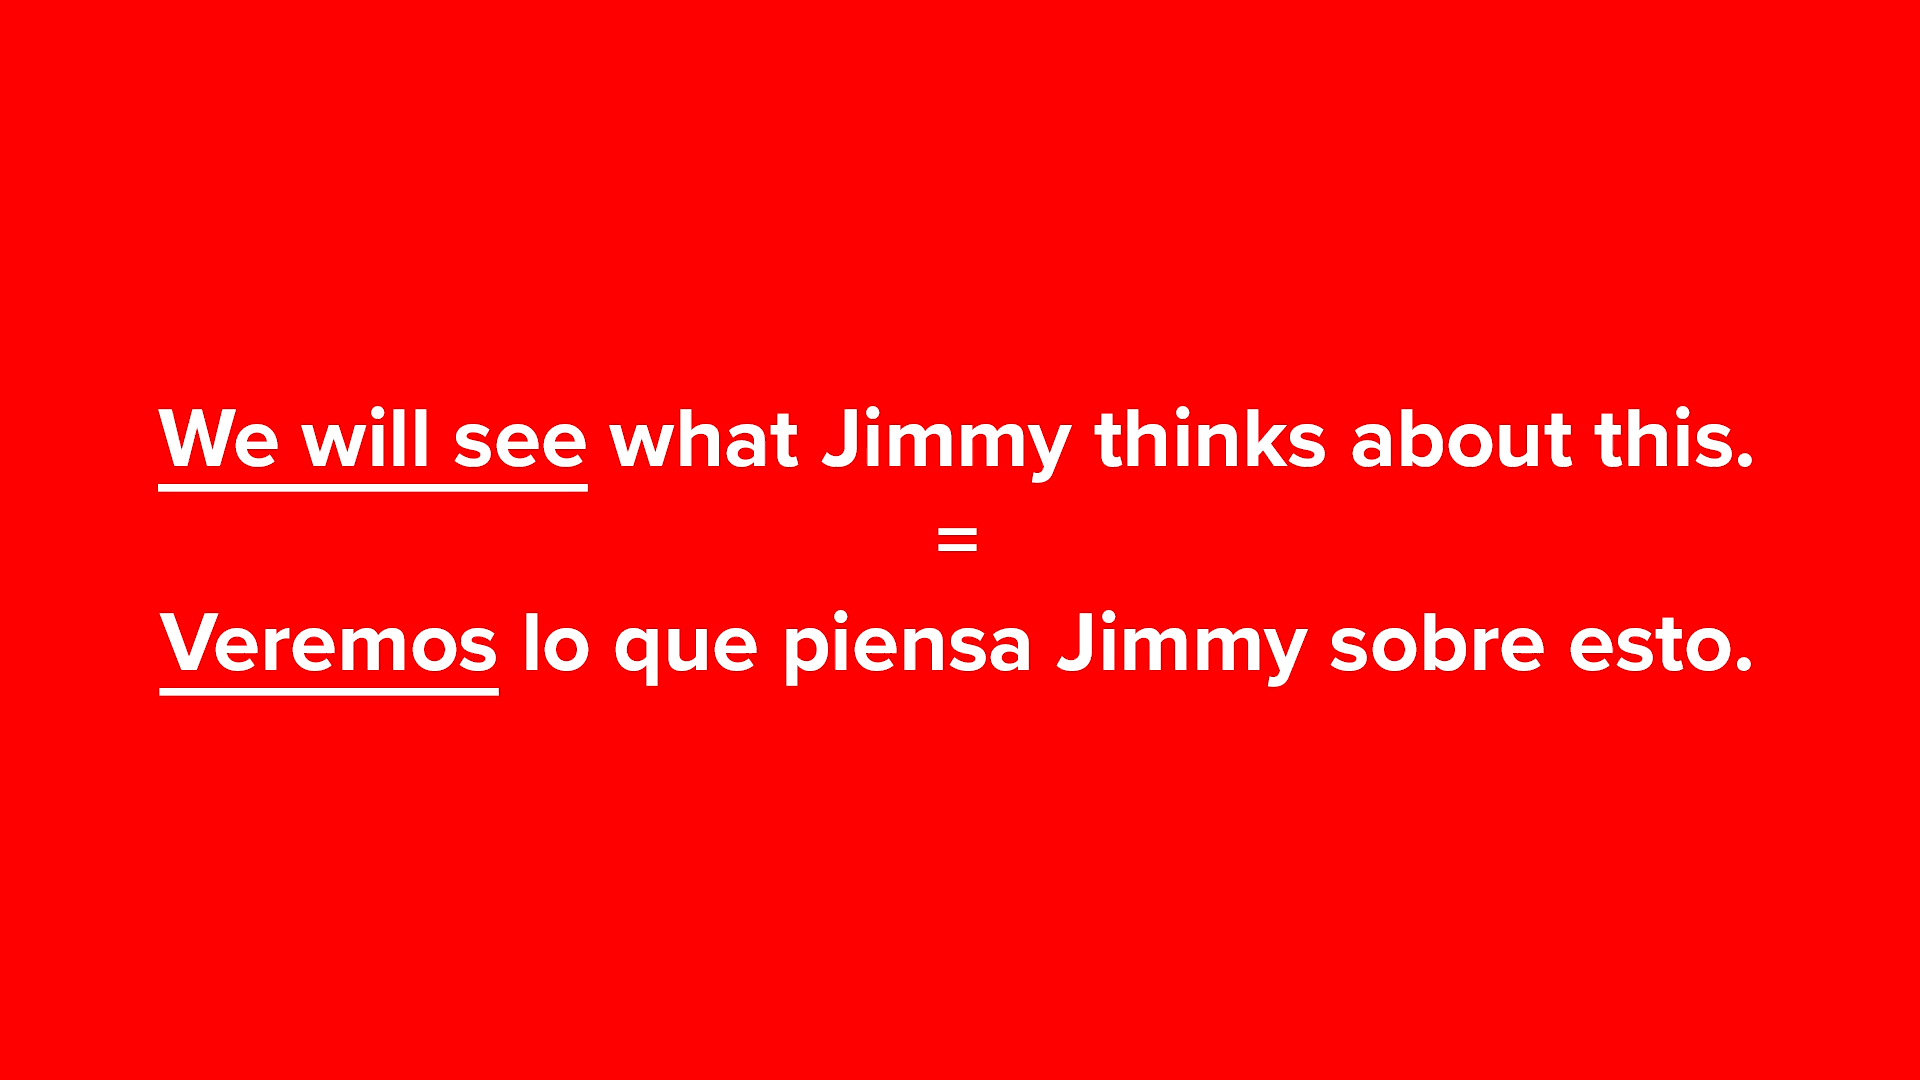 We will see what Jimmy thinks about this.
=
Veremos lo que piensa Jimmy sobre esto.